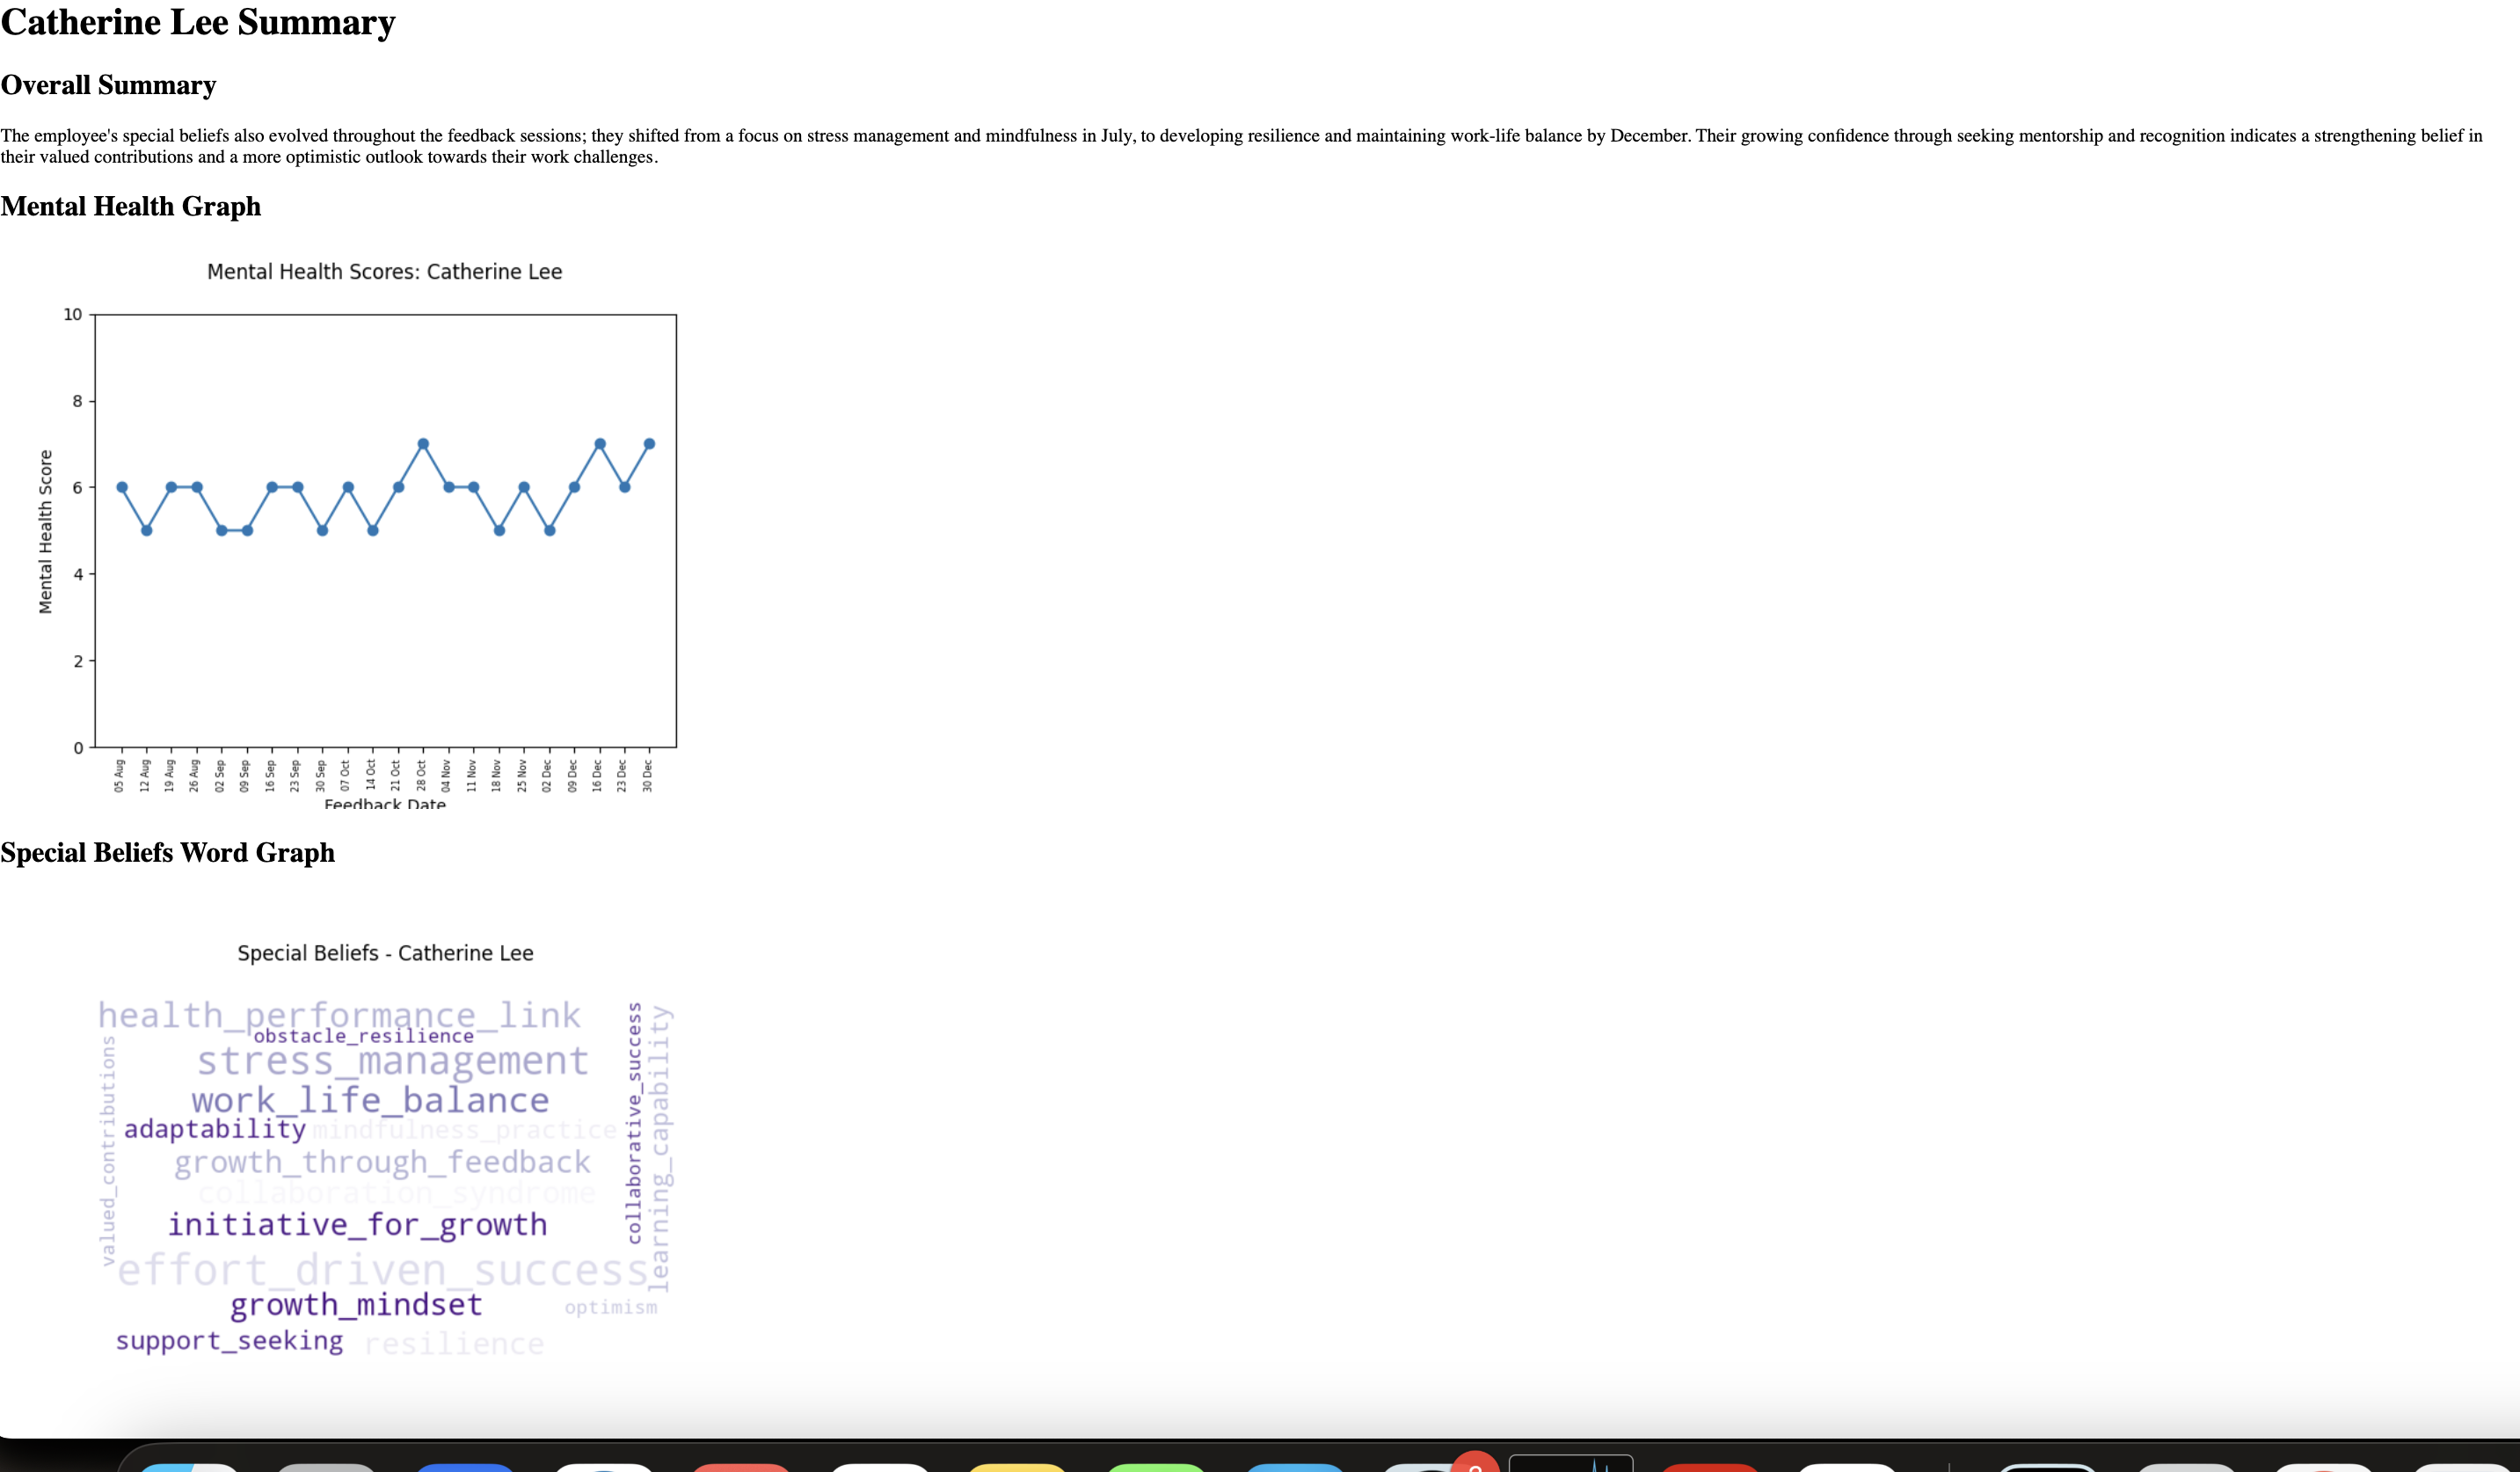 Catherine Lee Summary
Overall Summary
The employee's special beliefs also evolved throughout the feedback sessions; they shifted from a focus on stress management and mindfulness in July, to developing resilience and maintaining work-life balance by December. Their growing confidence through seeking mentorship and recognition indicates a strengthening belief in
their valued contributions and a more optimistic outlook towards their work challenges.
Mental Health Graph
Mental Health Scores: Catherine Lee
10
8
6
4
2
0
Mental Health Score
05 Aug
12 Aug
19 Aug
26 Aug
02 Sep
09 Sep
16 Sep
23 Sep
30 Sep
07 Oct
14 Oct
21 Oct
28 Oct
04 Nov
11 Nov
18 Nov
25 Nov
02 Dec
09 Dec
16 Dec
23 Dec
30 Dec
Feedback Date
Special Beliefs Word Graph
Special Beliefs - Catherine Lee
health_performance_link
obstacle_resilience
stress_management
work_life_balance
adaptability mindfulness_practice
growth_through_feedback
collaboration_syndrome
initiative_for_growth
effort_driven_success
growth_mindset
optimism
support_seeking resilience
valued_contributions
collaborative_success
learning_capability